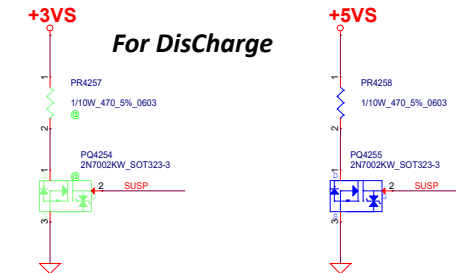 +3VS
+5VS
For DisCharge
1
PR4257
1/10W_470_5%_0603
@
2
1
PR4258
1/10W_470_5%_0603
2
@
1
PQ4254
2N7002KW_SOT323-3
2
SUSP
3
1
PQ4255
2N7002KW_SOT323-3
2
SUSP
3